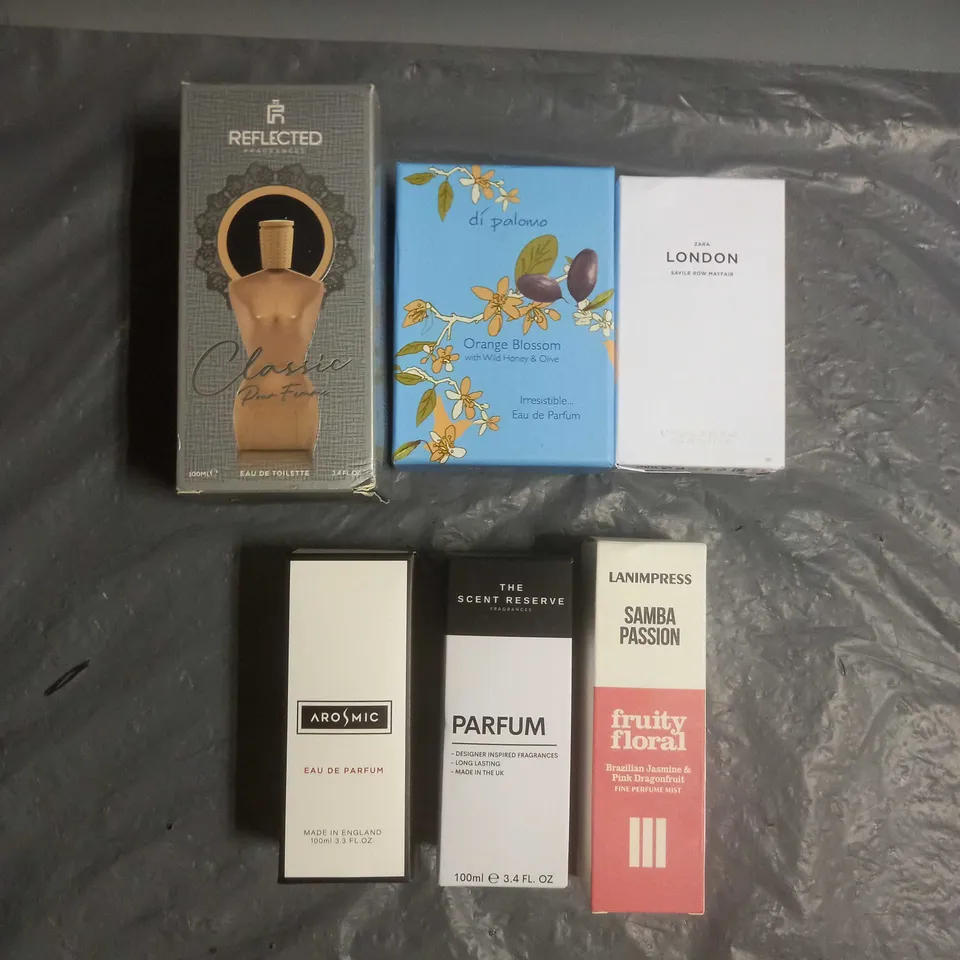 REFLECTED
FRAGRANCES
Classic
Pour Femme
100ML℮ EAU DE TOILETTE 3.4 FL.OZ
di palomo
Orange Blossom
with Wild Honey & Olive
Irresistible...
Eau de Parfum
ZARA
LONDON
SAVILE ROW MAYFAIR
AROSMIC
EAU DE PARFUM
MADE IN ENGLAND
100ml 3.3 FL.OZ
THE
SCENT RESERVE
FRAGRANCES
PARFUM
- DESIGNER INSPIRED FRAGRANCES
- LONG LASTING
- MADE IN THE UK
100ml ℮ 3.4 FL. OZ
LANIMPRESS
SAMBA
PASSION
fruity
floral
Brazilian Jasmine &
Pink Dragonfruit
FINE PERFUME MIST